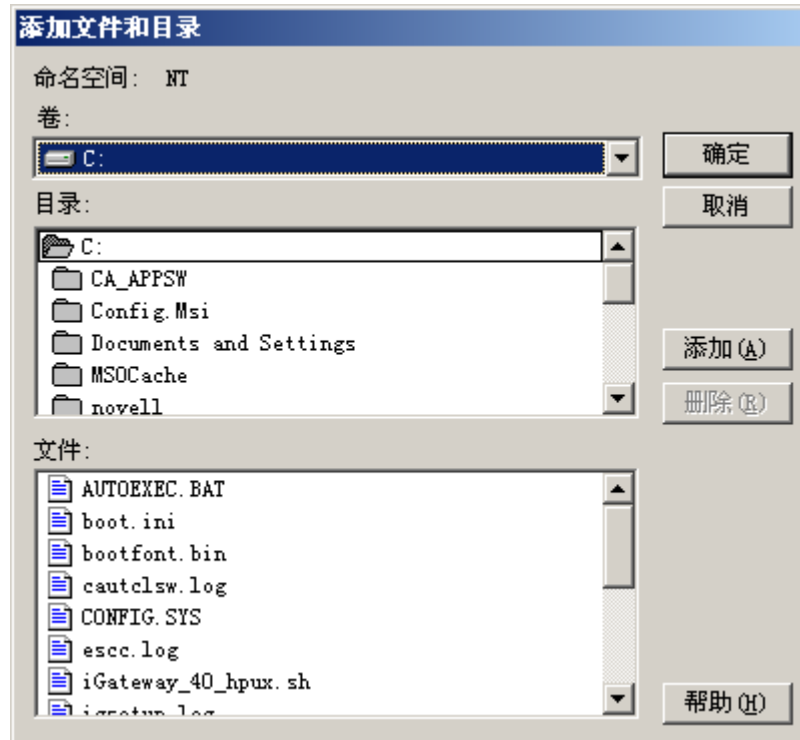 添加文件和目录
命名空间: NT
卷:
C:
确定
目录:
取消
C:
CA_APPSW
Config.Msi
Documents and Settings
MSOCache
novell
添加(A)
删除(R)
文件:
AUTOEXEC.BAT
boot.ini
bootfont.bin
cautclsw.log
CONFIG.SYS
escc.log
iGateway_40_hpux.sh
帮助(H)